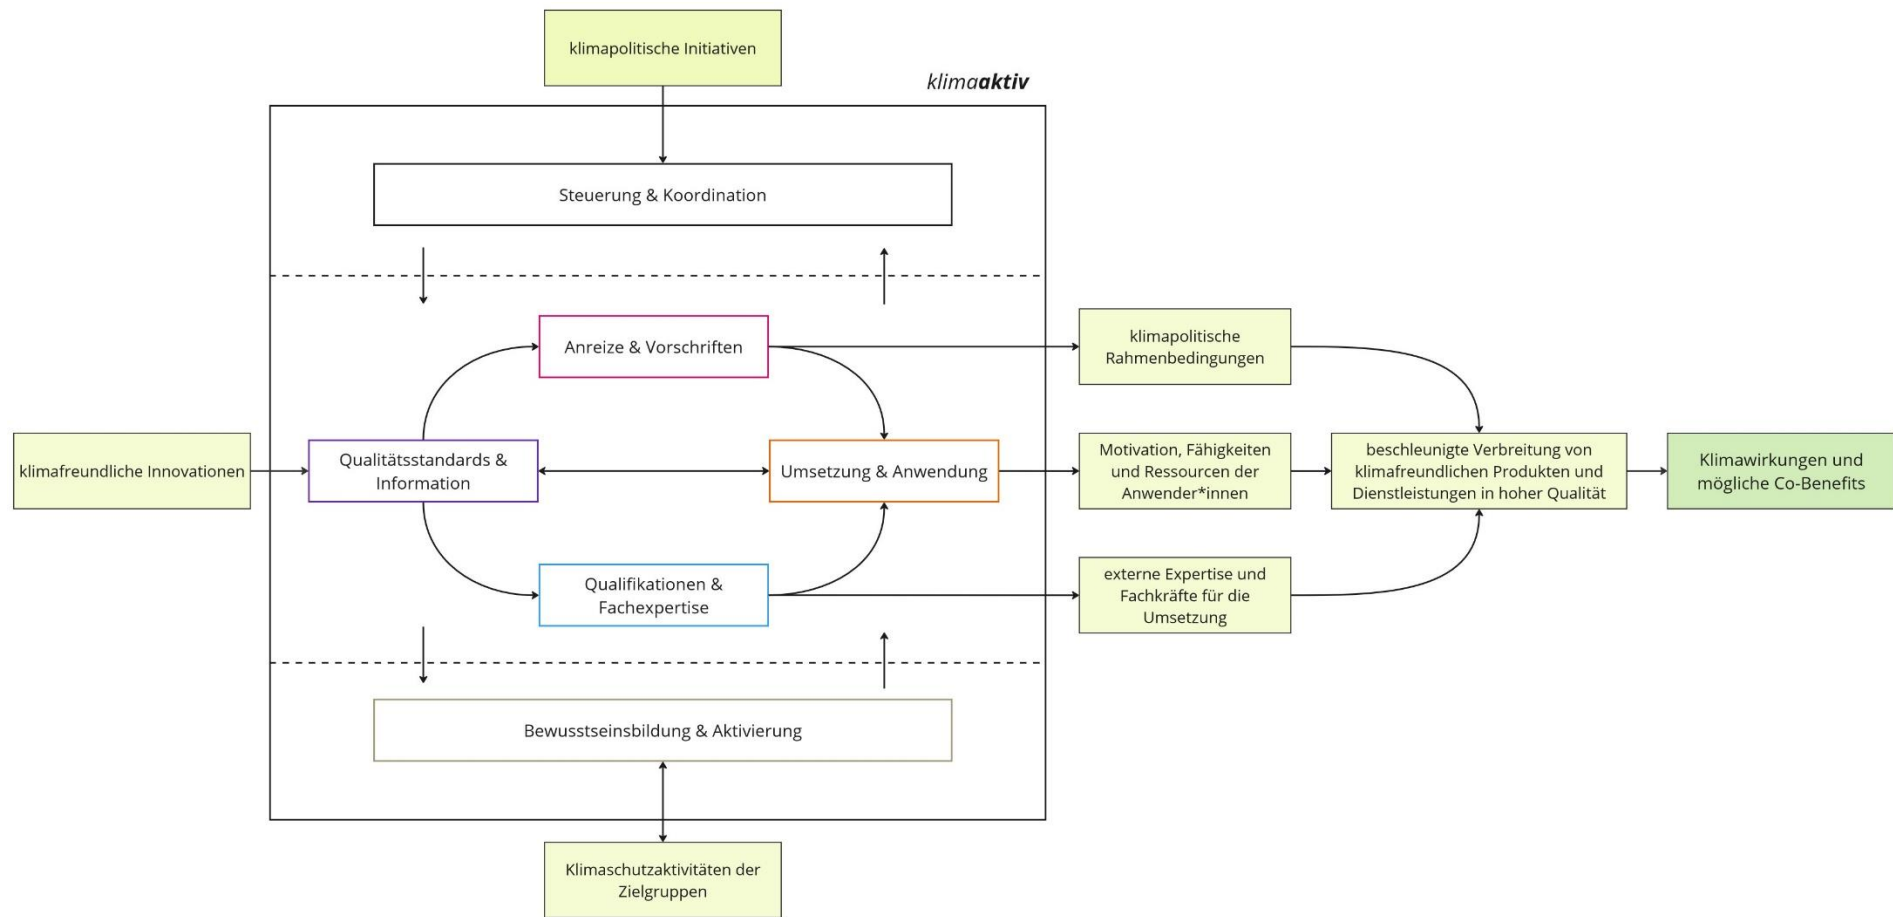 klimapolitische Initiativen
klimaaktiv
Steuerung & Koordination
Anreize & Vorschriften
klimapolitische
Rahmenbedingungen
klimafreundliche Innovationen
Qualitätsstandards &
Information
Umsetzung & Anwendung
Motivation, Fähigkeiten
und Ressourcen der
Anwender*innen
beschleunigte Verbreitung von
klimafreundlichen Produkten und
Dienstleistungen in hoher Qualität
Klimawirkungen und
mögliche Co-Benefits
Qualifikationen &
Fachexpertise
externe Expertise und
Fachkräfte für die
Umsetzung
Bewusstseinsbildung & Aktivierung
Klimaschutzaktivitäten der
Zielgruppen